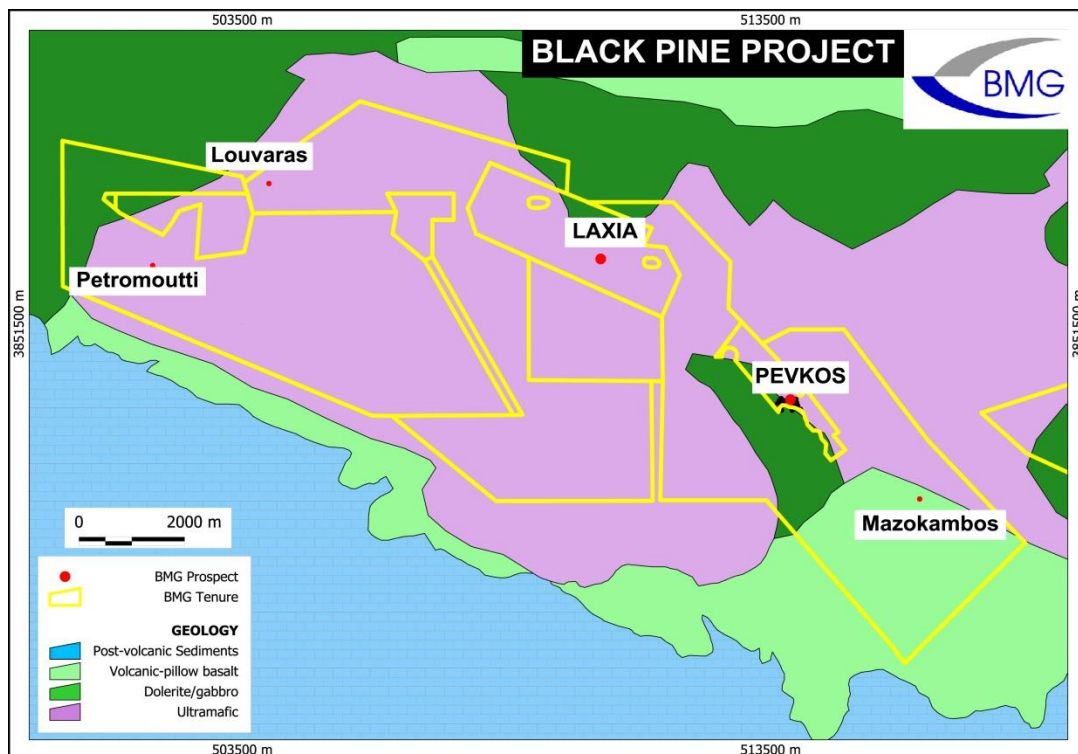 503500 m
513500 m
BLACK PINE PROJECT
BMG
Louvaras
LAXIA
Petromoutti
3851500 m
3851500 m
PEVKOS
Mazokambos
0 2000 m
BMG Prospect
BMG Tenure
GEOLOGY
Post-volcanic Sediments
Volcanic-pillow basalt
Dolerite/gabbro
Ultramafic
503500 m
513500 m